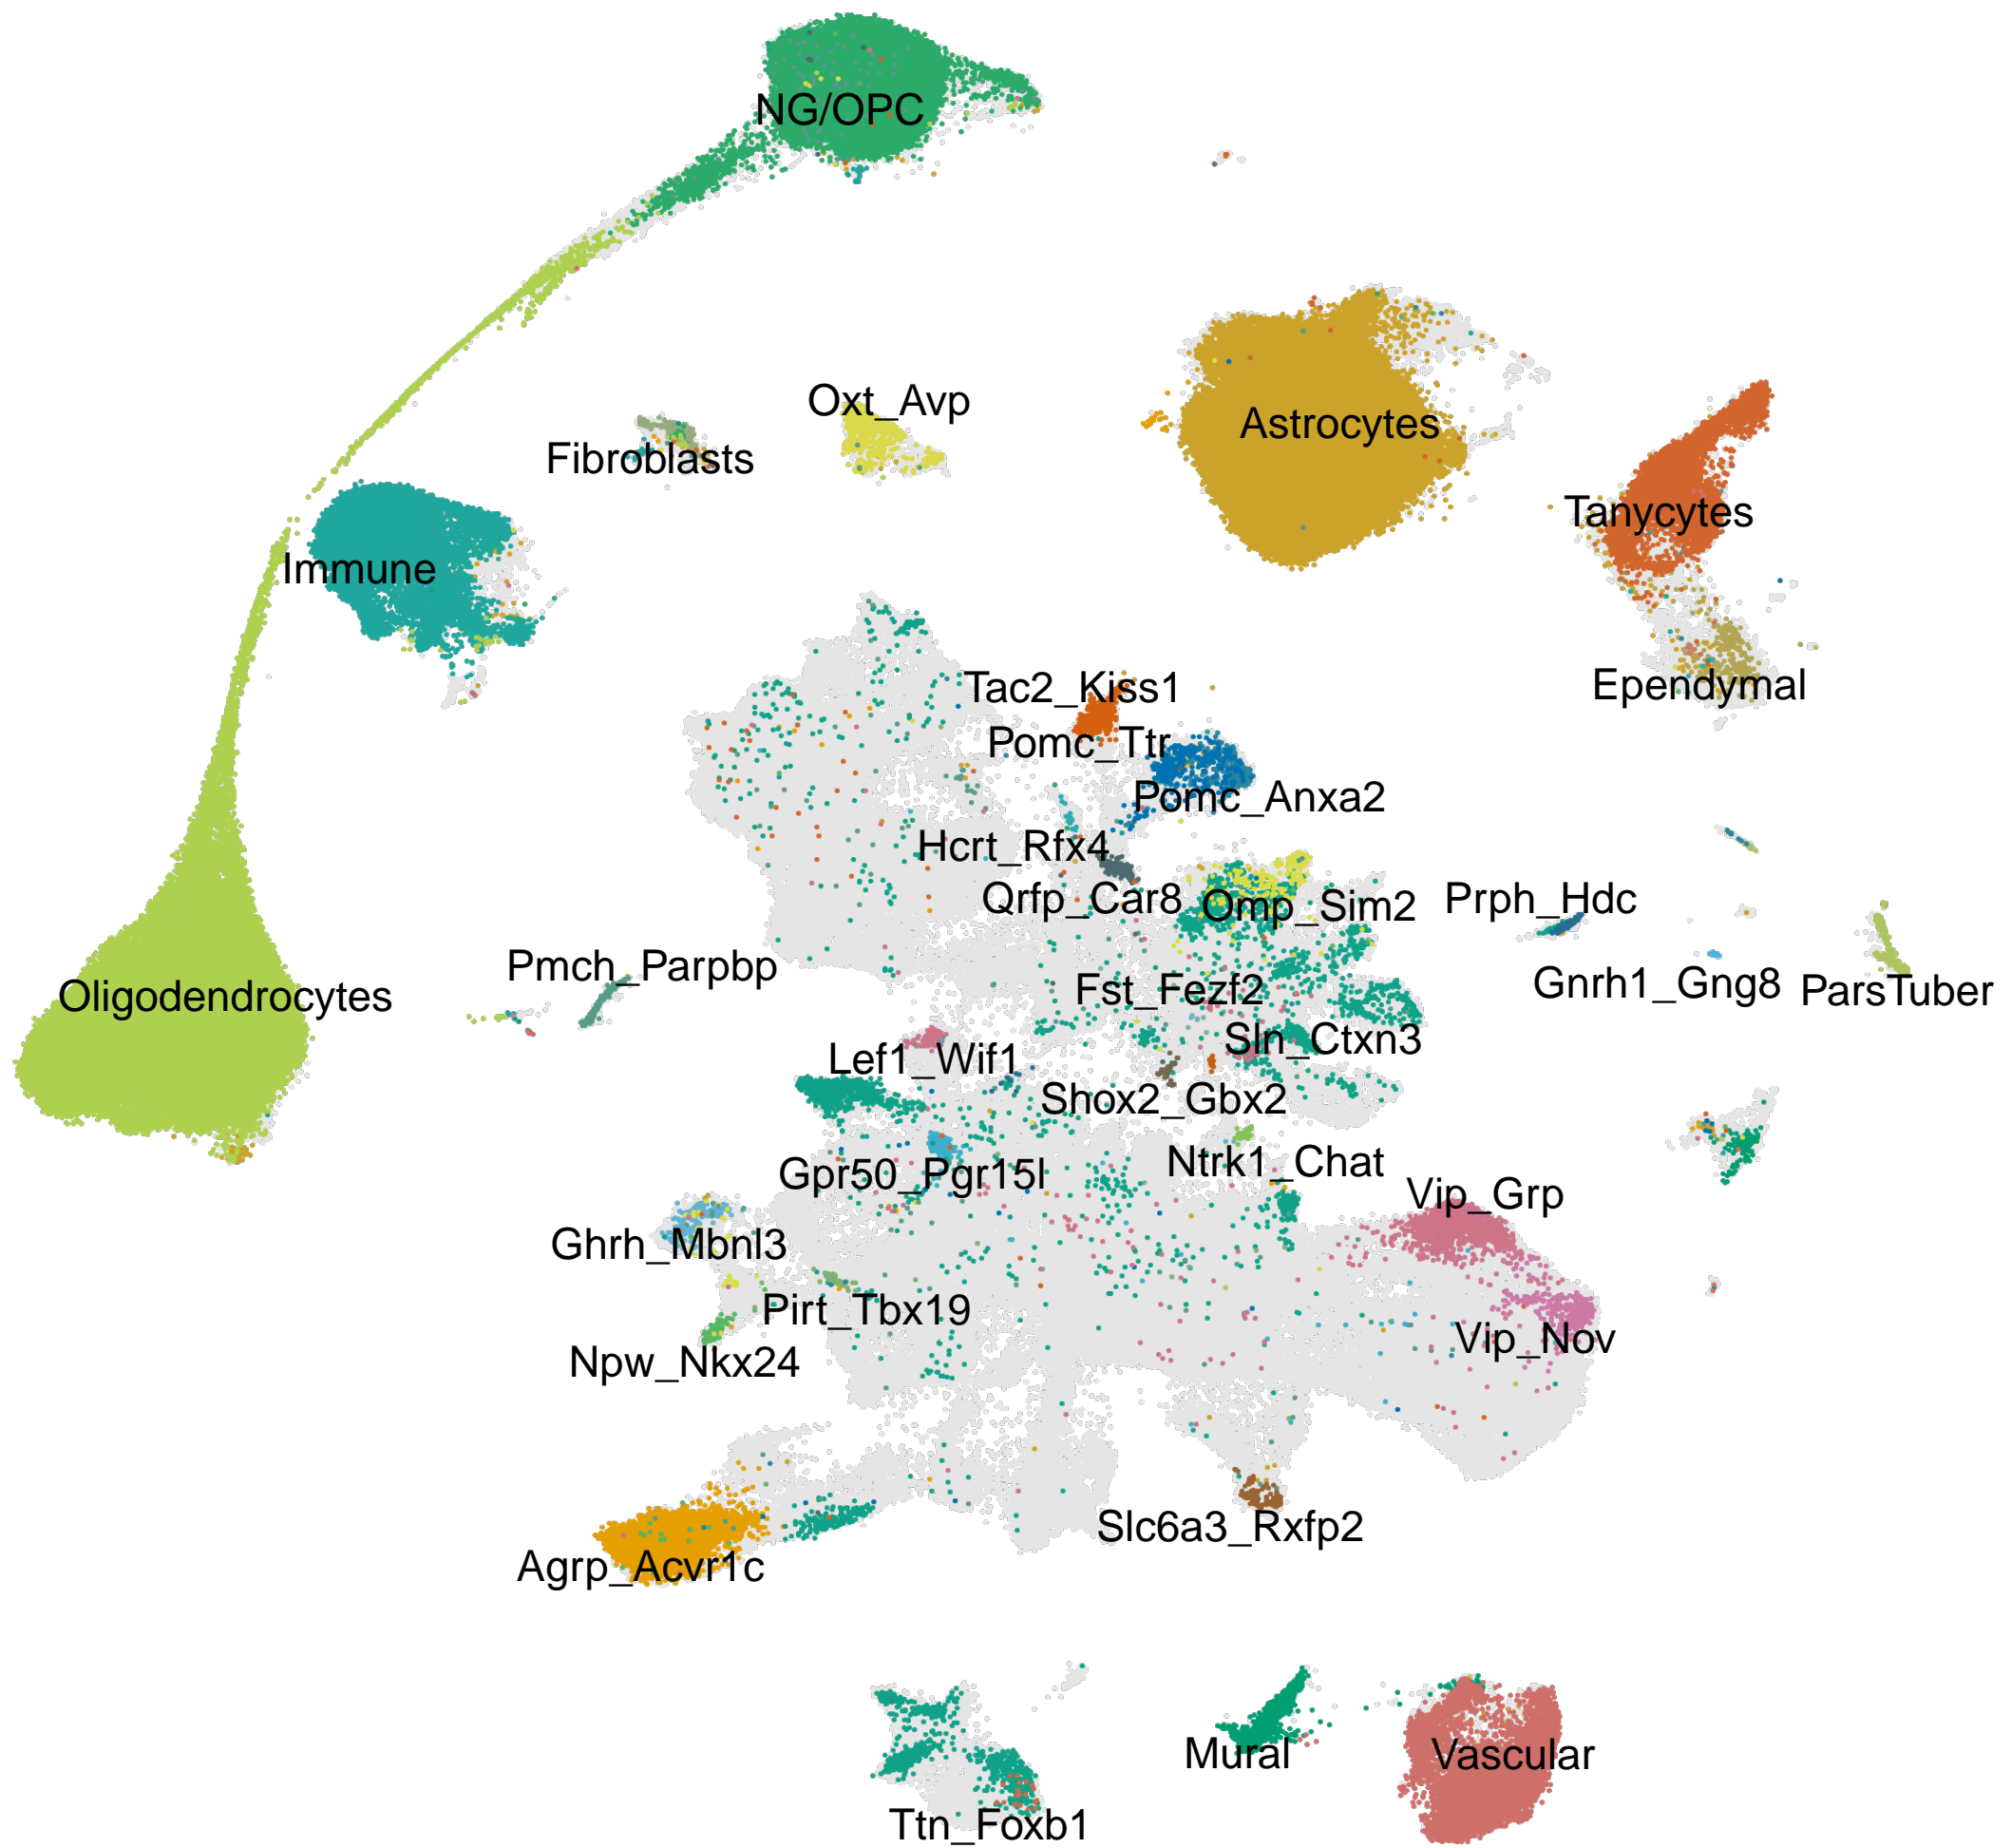 NG/OPC
Oxt_Avp
Astrocytes
Fibroblasts
Tanycytes
Immune
Tac2_Kiss1
Ependymal
Pomc_Ttr
Pomc_Anxa2
Hcrt_Rfx4
Qrfp_Car8
Omp_Sim2
Prph_Hdc
Pmch_Parpbp
Oligodendrocytes
Fst_Fezf2
Gnrh1_Gng8
ParsTuber
Sln_Ctxn3
Lef1_Wif1
Shox2_Gbx2
Ntrk1_Chat
Gpr50_Pgr15l
Vip_Grp
Ghrh_Mbnl3
Pirt_Tbx19
Vip_Nov
Npw_Nkx24
Slc6a3_Rxfp2
Agrp_Acvr1c
Mural
Vascular
Ttn_Foxb1